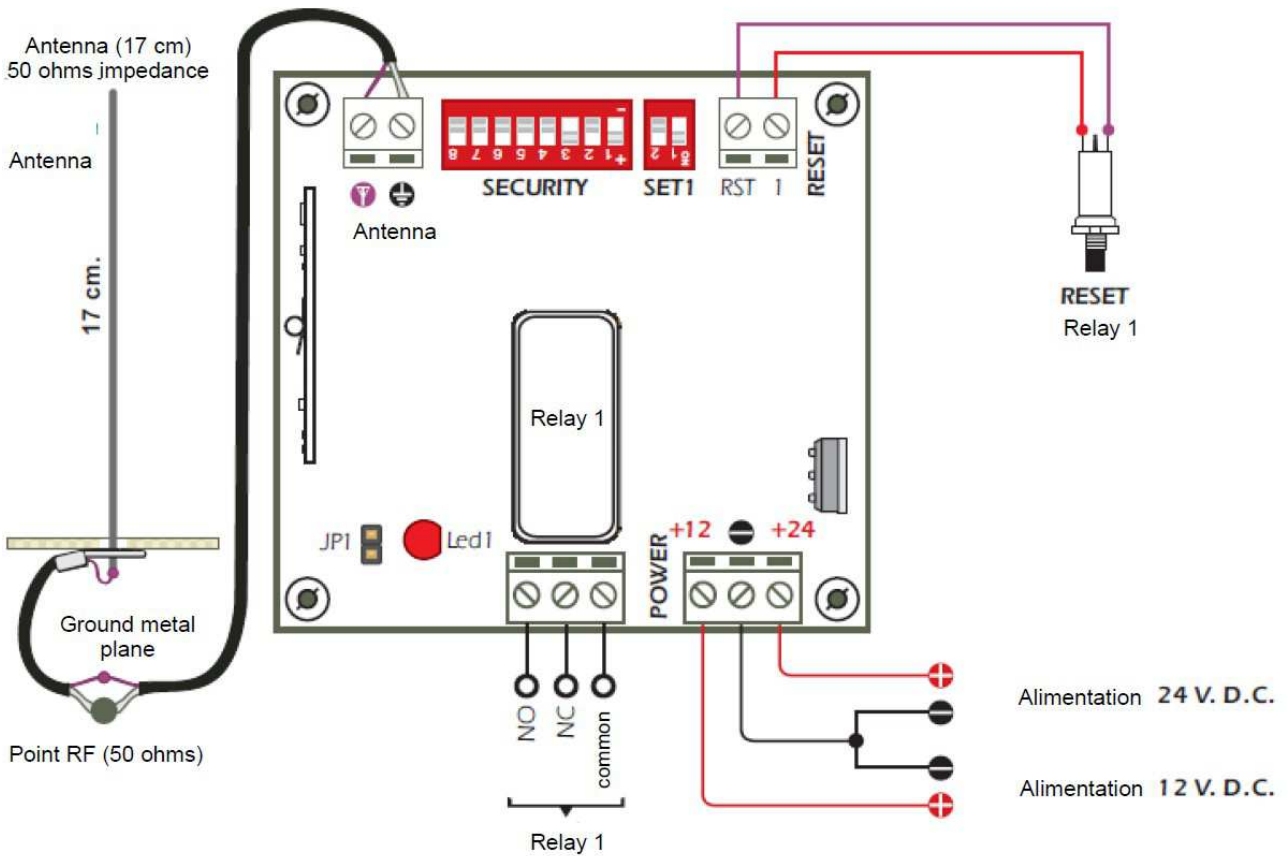 Antenna (17 cm)
50 ohms jmpedance
Antenna
17 cm.
Ground metal
plane
Point RF (50 ohms)
Antenna
8 7 6 5 4 3 2 1
+
-
SECURITY
2 1
ON
SET1
RST 1
RESET
RESET
Relay 1
Relay 1
JP1
Led1
POWER
+12
+24
NO
NC
common
Relay 1
Alimentation 24 V. D.C.
Alimentation 12 V. D.C.